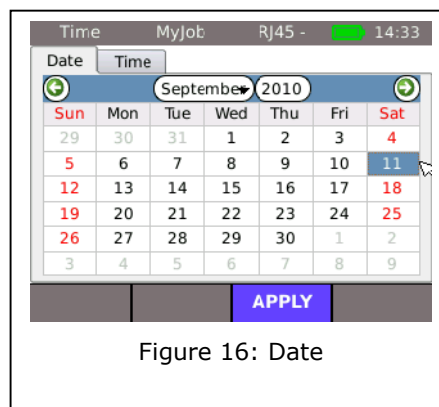 Time MyJob RJ45 - 14:33
Date Time
September 2010
Sun Mon Tue Wed Thu Fri Sat
29 30 31 1 2 3 4
5 6 7 8 9 10 11
12 13 14 15 16 17 18
19 20 21 22 23 24 25
26 27 28 29 30 1 2
3 4 5 6 7 8 9
APPLY
Figure 16: Date